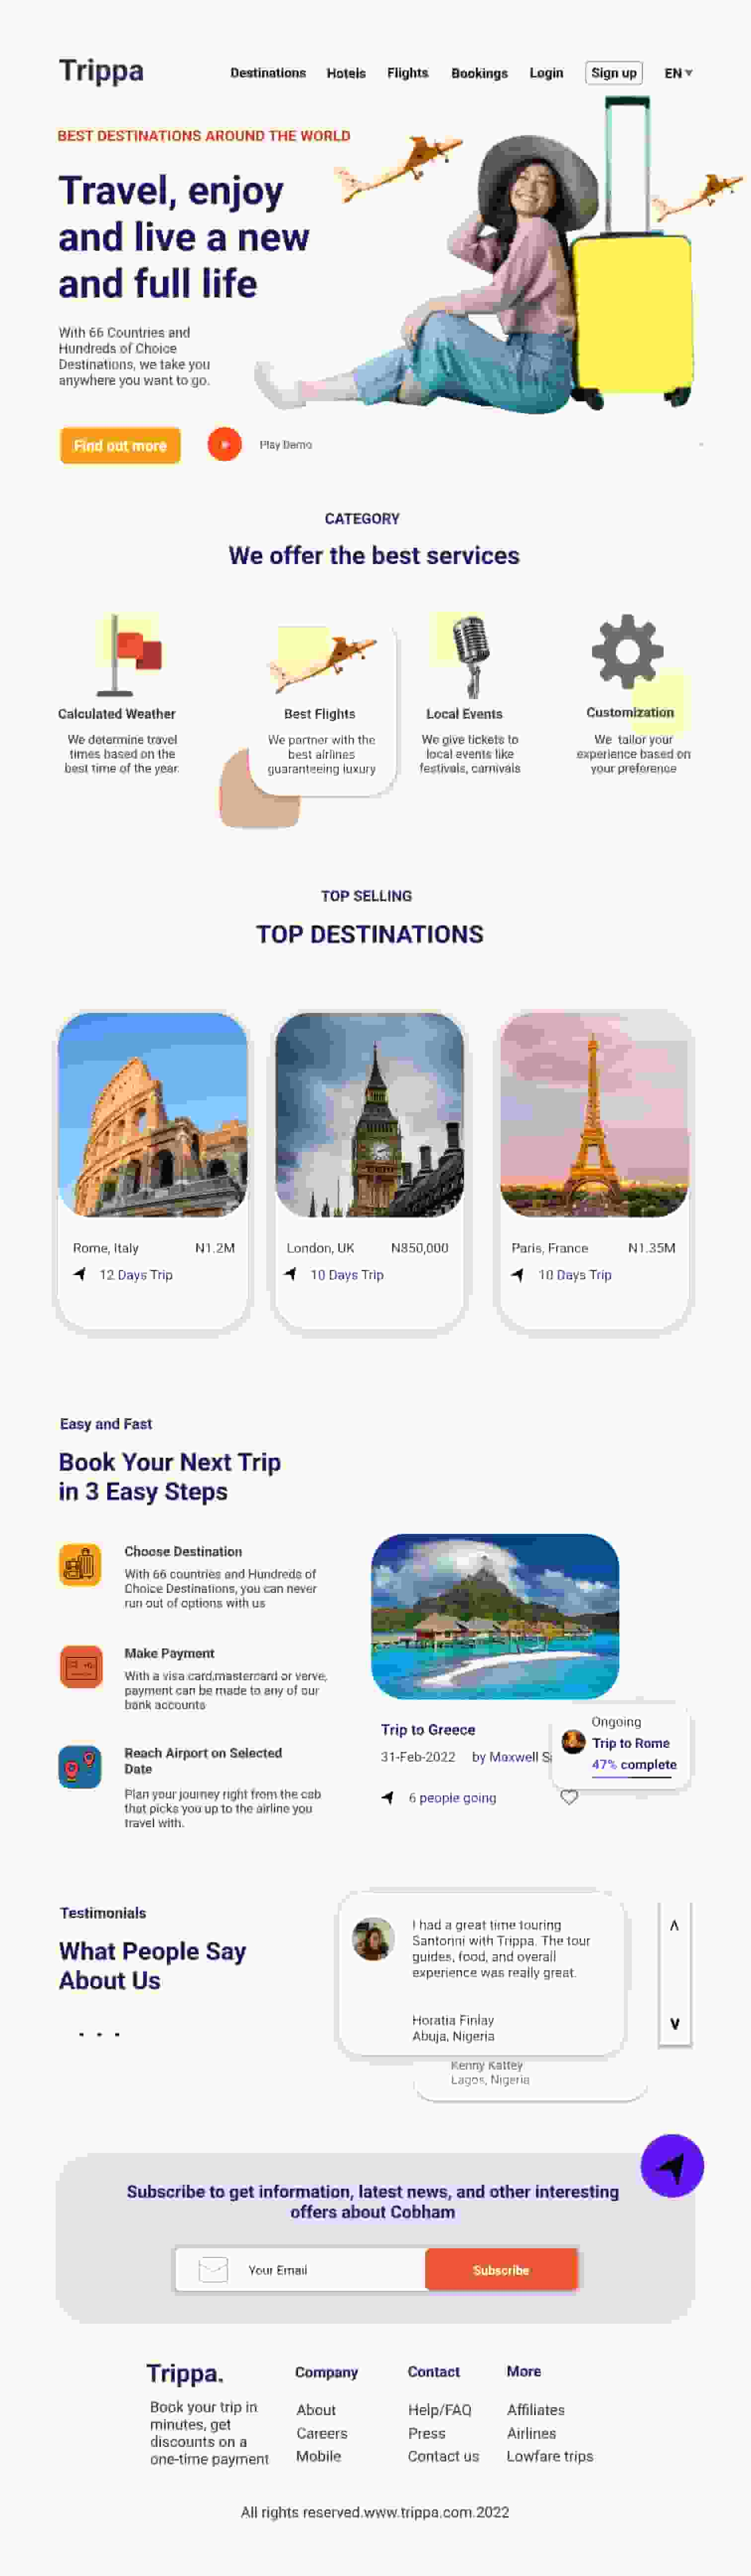 Trippa
Destinations Hotels Flights Bookings Login Sign up EN
BEST DESTINATIONS AROUND THE WORLD
Travel, enjoy
and live a new
and full life
With 66 Countries and
Hundreds of Choice
Destinations, we take you
anywhere you want to go.
Find out more
Play Demo
CATEGORY
We offer the best services
Calculated Weather
We determine travel
times based on the
best time of the year.
Best Flights
We partner with the
best airlines
guaranteeing luxury
Local Events
We give tickets to
local events like
festivals, carnivals
Customization
We tailor your
experience based on
your preference
TOP SELLING
TOP DESTINATIONS
Rome, Italy N1.2M
12 Days Trip
London, UK N850,000
10 Days Trip
Paris, France N1.35M
10 Days Trip
Easy and Fast
Book Your Next Trip
in 3 Easy Steps
Choose Destination
With 66 countries and Hundreds of
Choice Destinations, you can never
run out of options with us
Make Payment
With a visa card,mastercard or verve,
payment can be made to any of our
bank accounts
Reach Airport on Selected
Date
Plan your journey right from the cab
that picks you up to the airline you
travel with.
Trip to Greece
31-Feb-2022 by Maxwell
6 people going
Ongoing
Trip to Rome
47% complete
Testimonials
What People Say
About Us
I had a great time touring
Santorini with Trippa. The tour
guides, food, and overall
experience was really great.
Horatia Finlay
Abuja, Nigeria
Kenny Kattey
Lagos, Nigeria
Subscribe to get information, latest news, and other interesting
offers about Cobham
Your Email
Subscribe
Trippa.
Book your trip in
minutes, get
discounts on a
one-time payment
Company
About
Careers
Mobile
Contact
Help/FAQ
Press
Contact us
More
Affiliates
Airlines
Lowfare trips
All rights reserved.www.trippa.com.2022